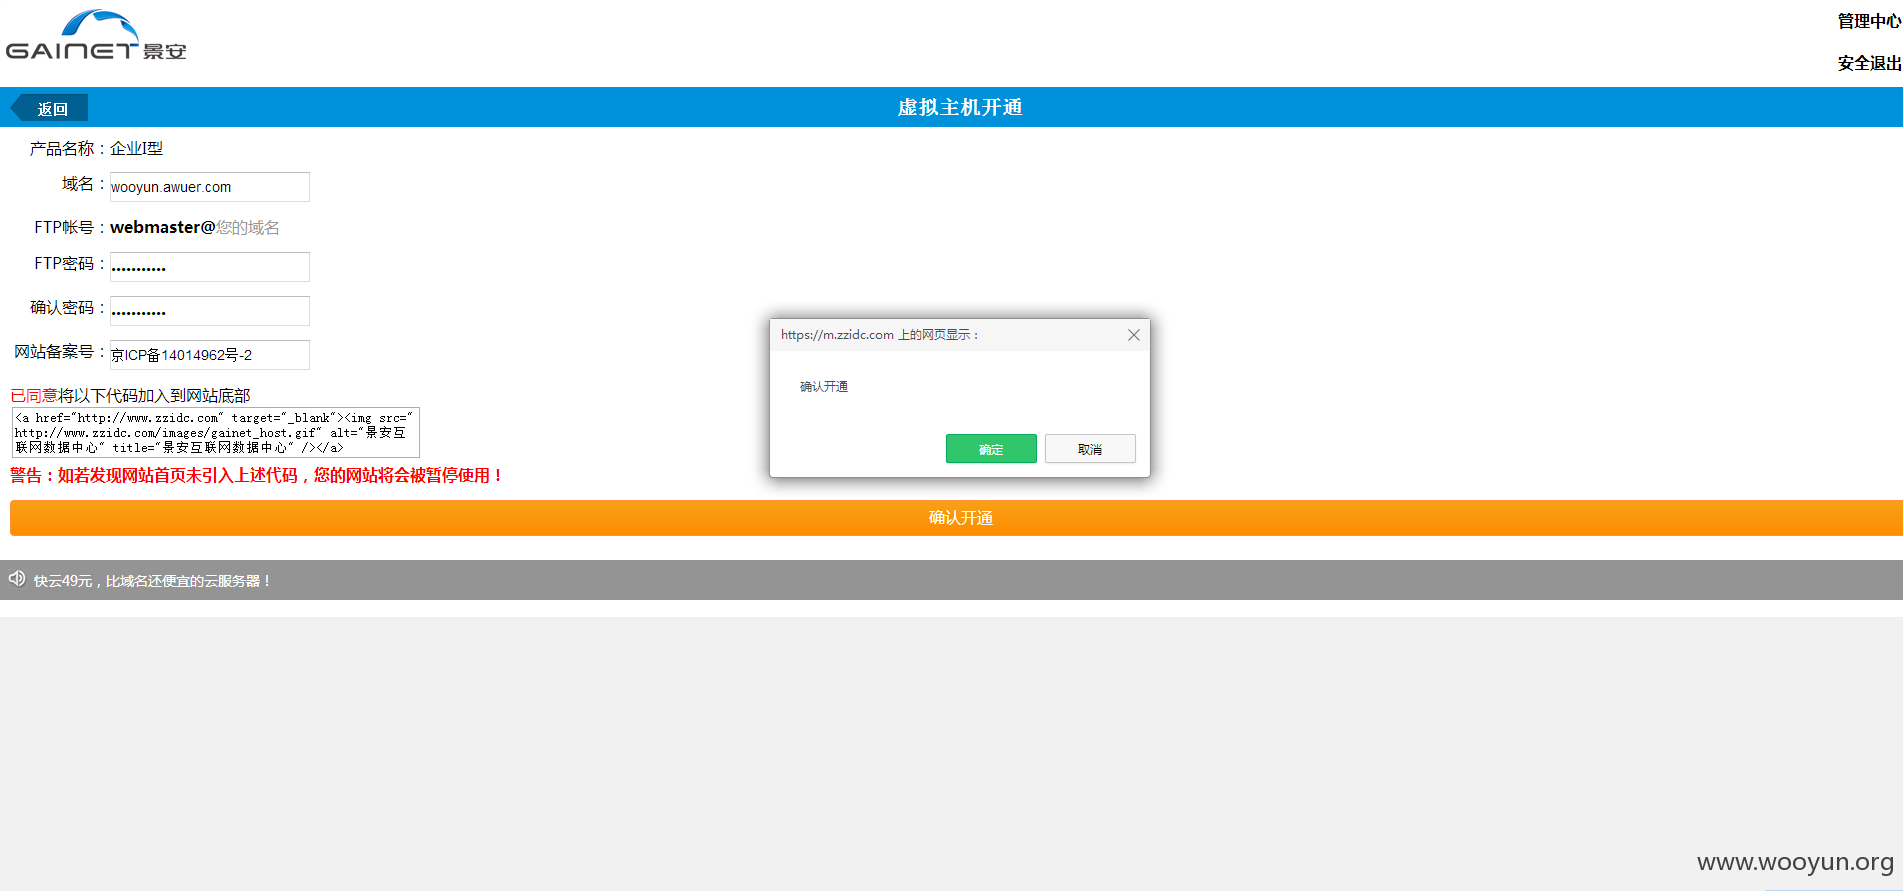 GAINET 景安
管理中心
安全退出
返回
虚拟主机开通
产品名称：企业I型
域名：wooyun.awuer.com
FTP帐号：webmaster@您的域名
FTP密码：•••••••••••
确认密码：•••••••••••
网站备案号：京ICP备14014962号-2
已同意将以下代码加入到网站底部
<a href="http://www.zzidc.com" target="_blank"><img src="
http://www.zzidc.com/images/gainet_host.gif" alt="景安互
联网数据中心" title="景安互联网数据中心" /></a>
警告：如若发现网站首页未引入上述代码，您的网站将会被暂停使用！
https://m.zzidc.com 上的网页显示：
确认开通
确定
取消
确认开通
快云49元，比域名还便宜的云服务器！
www.wooyun.org